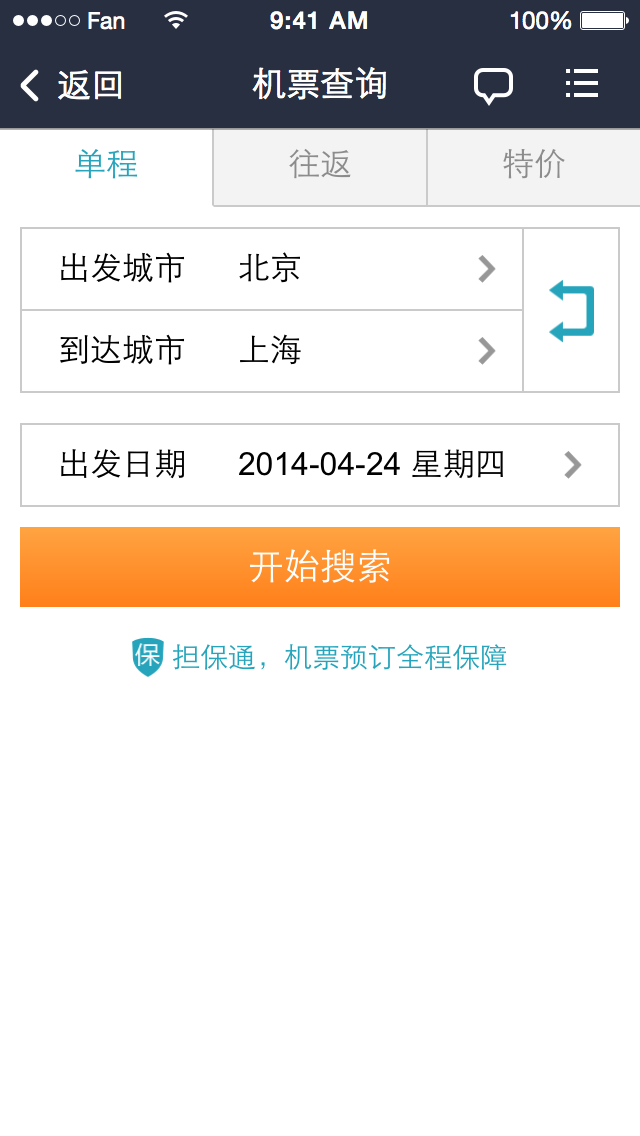 Fan 9:41 AM 100%
返回 机票查询
单程 往返 特价
出发城市 北京
到达城市 上海
出发日期 2014-04-24 星期四
开始搜索
保 担保通，机票预订全程保障